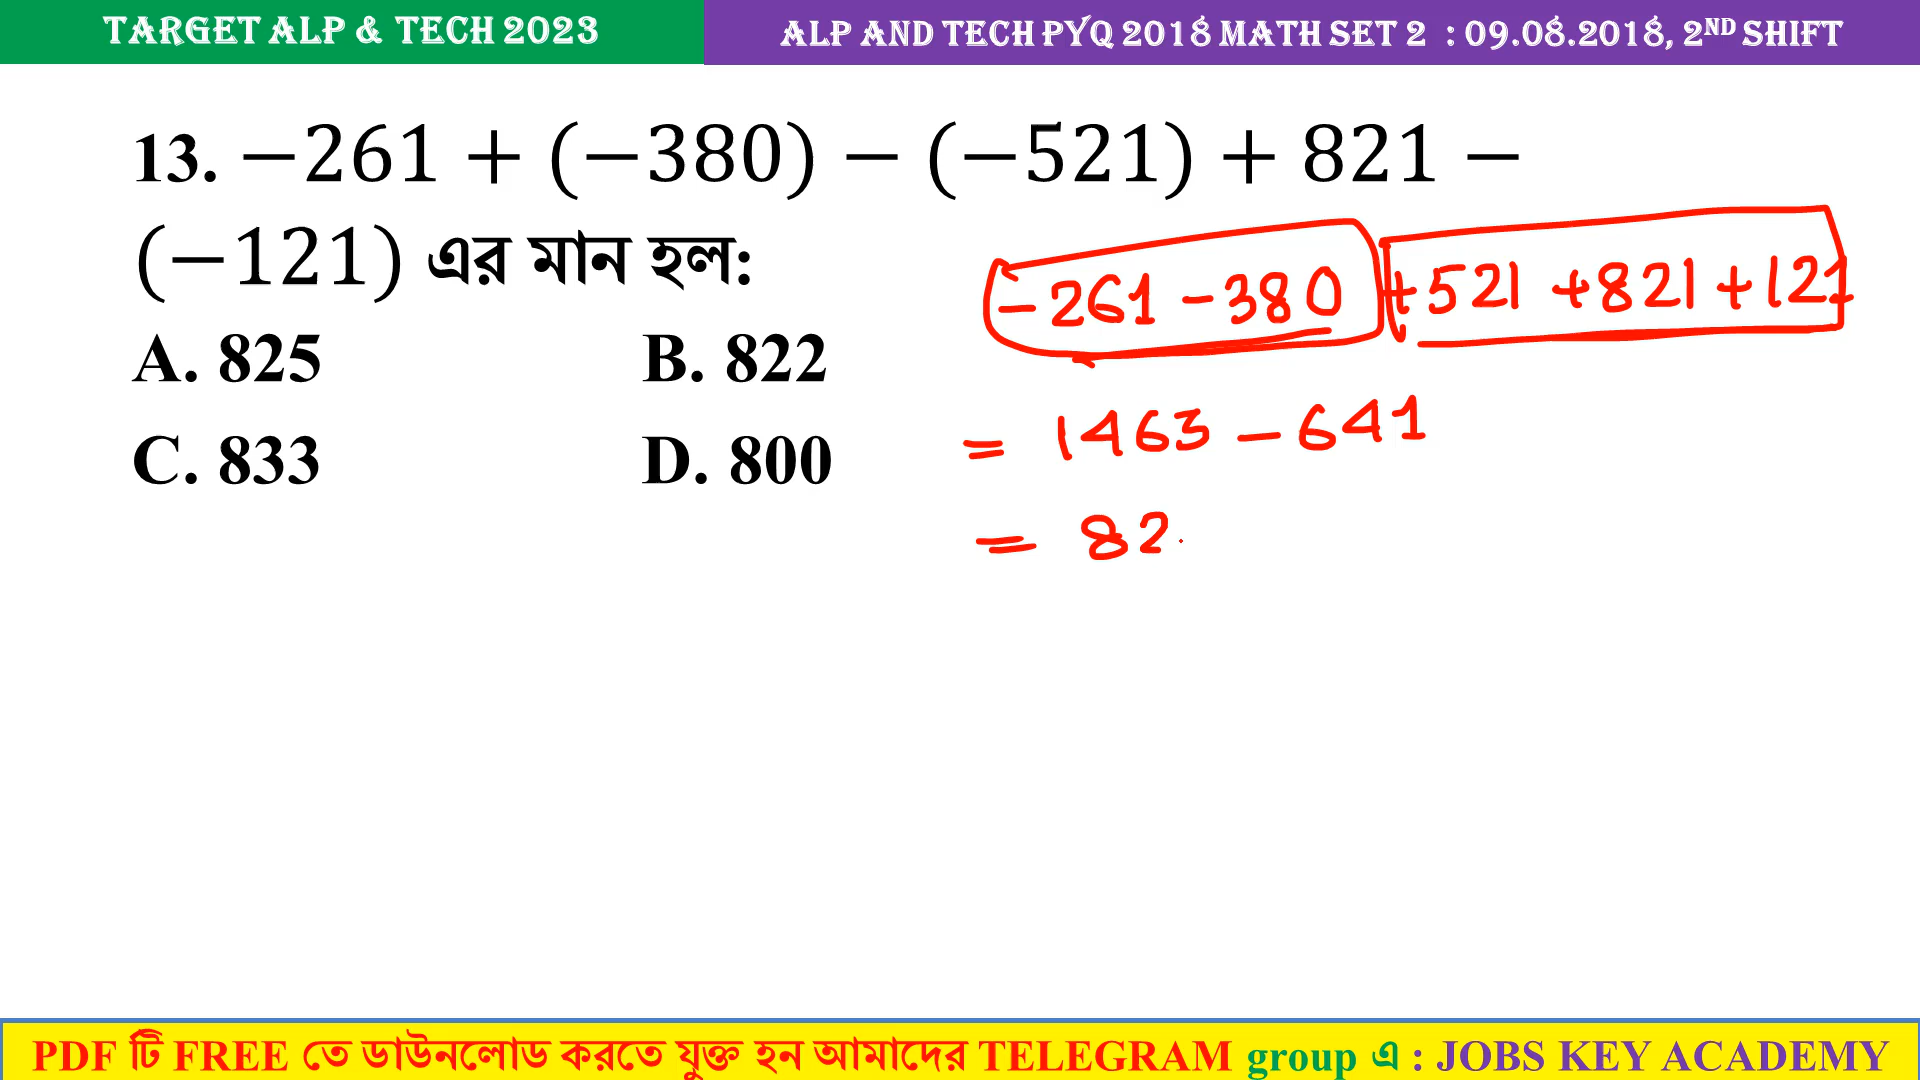 TARGET ALP & TECH 2023
ALP AND TECH PYQ 2018 MATH SET 2 : 09.08.2018, 2ND SHIFT
13. −261 + (−380) − (−521) + 821 −
(−121) এর মান হল:
-261 -380 +521 +821 +121
A. 825 B. 822
= 1463 - 641
C. 833 D. 800
= 82
PDF টি FREE তে ডাউনলোড করতে যুক্ত হন আমাদের TELEGRAM group এ : JOBS KEY ACADEMY